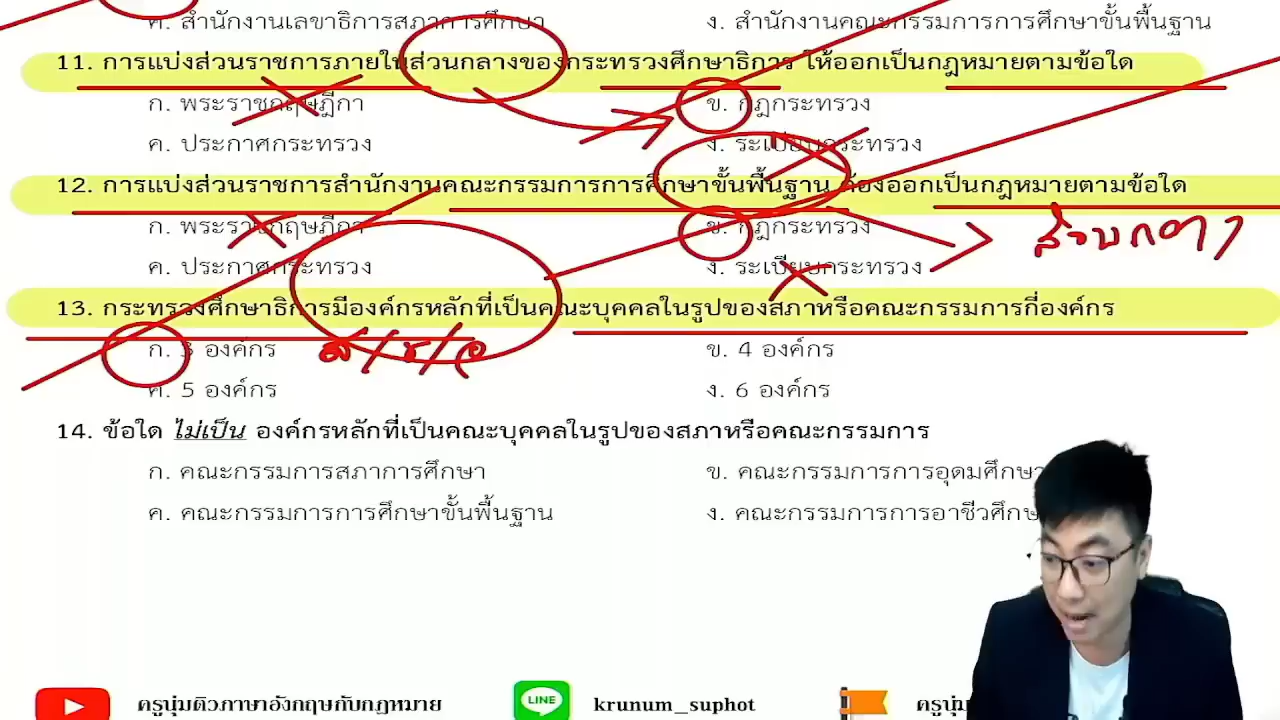 ค. สำนักงานเลขาธิการสภาการศึกษา ง. สำนักงานคณะกรรมการการศึกษาขั้นพื้นฐาน
11. การแบ่งส่วนราชการภายในส่วนกลางของกระทรวงศึกษาธิการ ให้ออกเป็นกฎหมายตามข้อใด
ก. พระราชกฤษฎีกา ข. กฎกระทรวง
ค. ประกาศกระทรวง ง. ระเบียบกระทรวง
12. การแบ่งส่วนราชการสำนักงานคณะกรรมการการศึกษาขั้นพื้นฐาน ต้องออกเป็นกฎหมายตามข้อใด
ก. พระราชกฤษฎีกา ข. กฎกระทรวง
ส่วนกลาง
ค. ประกาศกระทรวง ง. ระเบียบกระทรวง
13. กระทรวงศึกษาธิการมีองค์กรหลักที่เป็นคณะบุคคลในรูปของสภาหรือคณะกรรมการกี่องค์กร
ก. 3 องค์กร ข. 4 องค์กร
ค. 5 องค์กร ง. 6 องค์กร
14. ข้อใด ไม่เป็น องค์กรหลักที่เป็นคณะบุคคลในรูปของสภาหรือคณะกรรมการ
ก. คณะกรรมการสภาการศึกษา ข. คณะกรรมการการอุดมศึกษา
ค. คณะกรรมการการศึกษาขั้นพื้นฐาน ง. คณะกรรมการการอาชีวศึกษ
ครูนุ่มติวภาษาอังกฤษกับกฎหมาย LINE krunum_suphot ครูนุ่ม